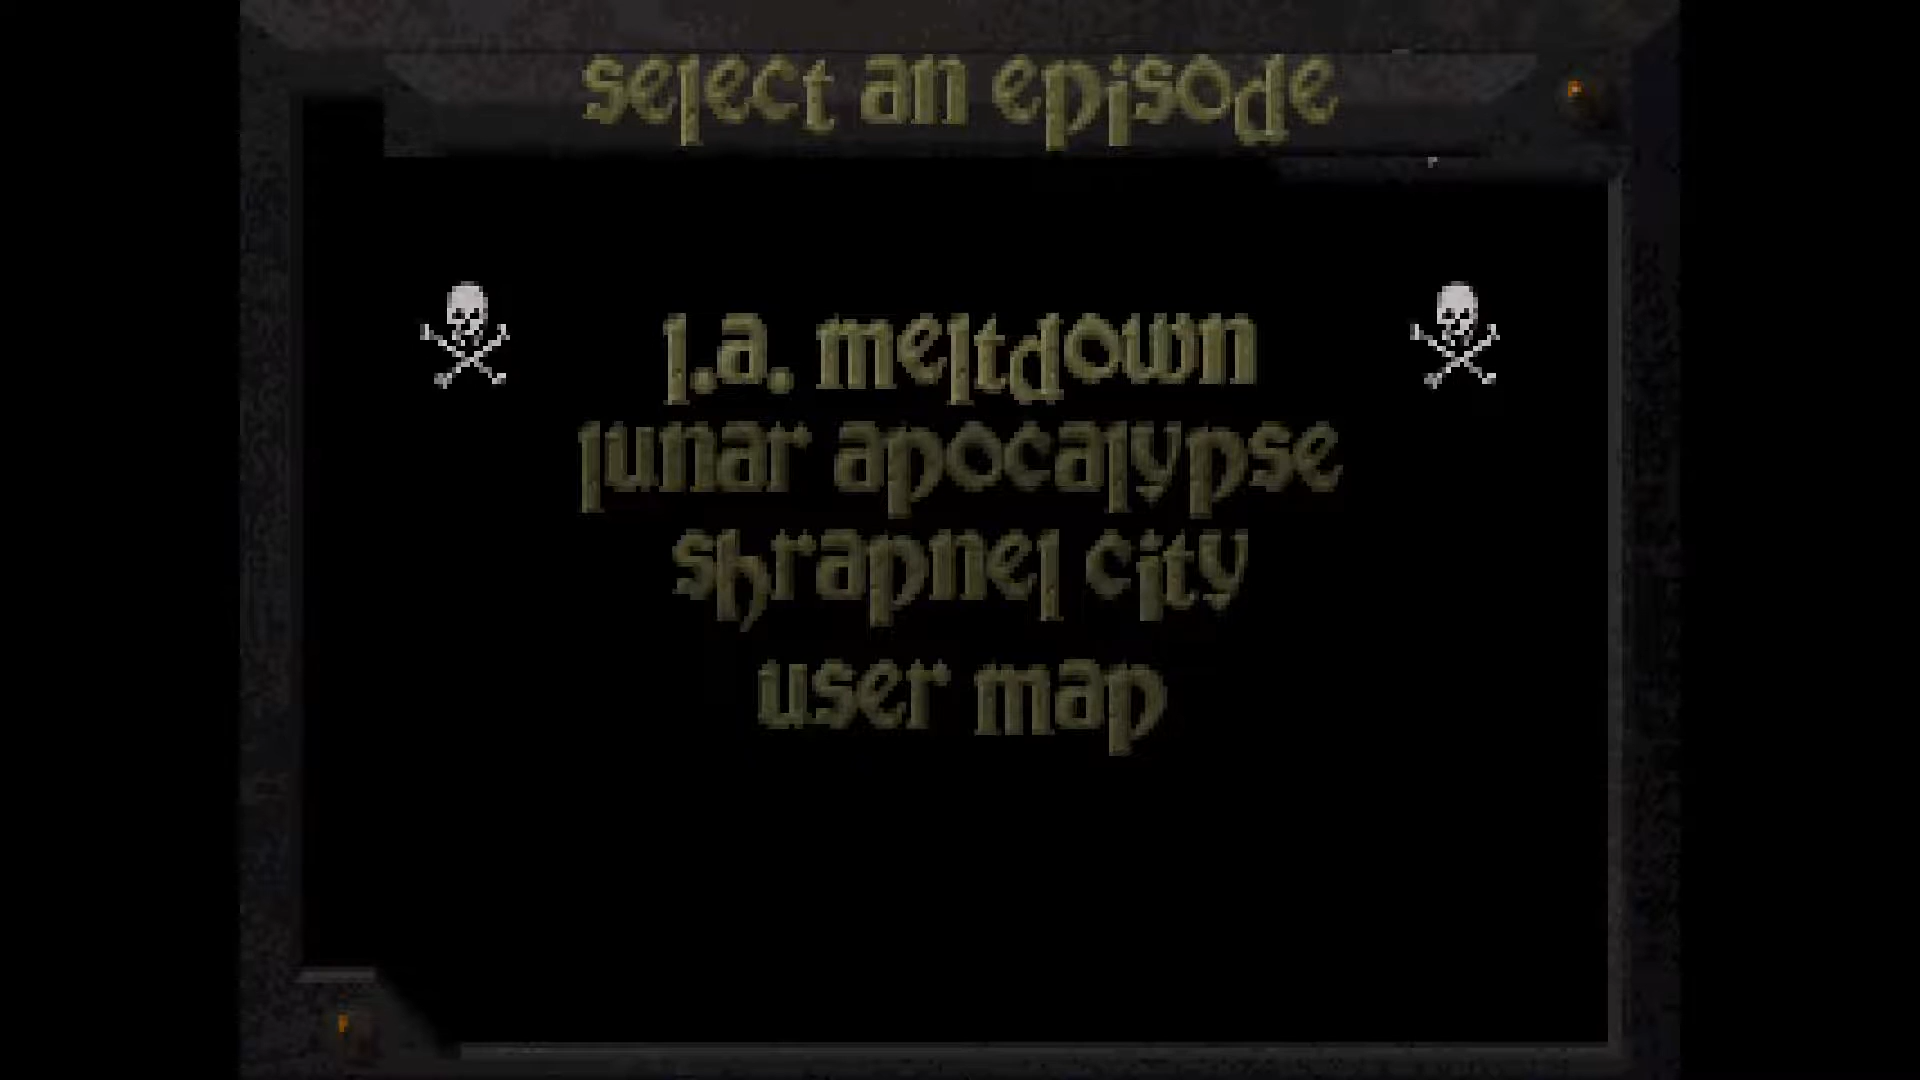 select an episode
l.a. meltdown
lunar apocalypse
shrapnel city
user map